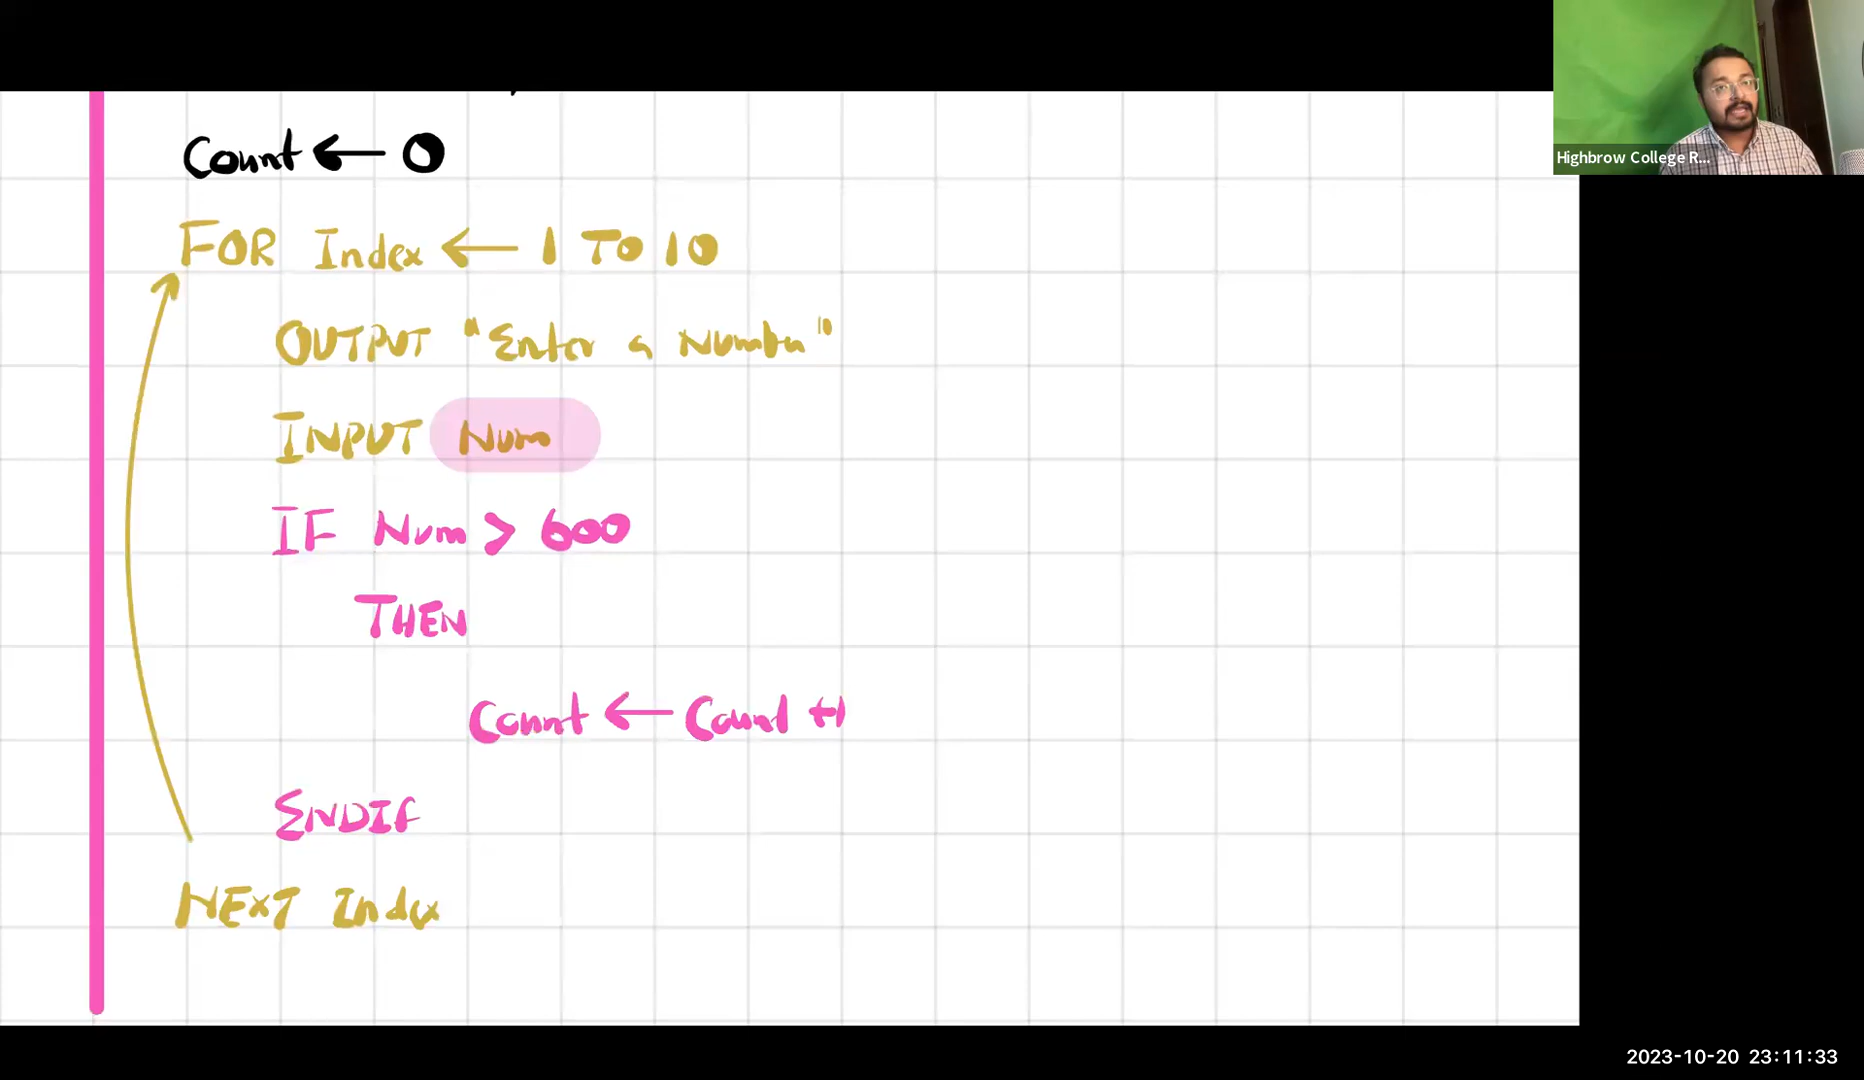 Count ← 0
FOR Index ← 1 TO 10
OUTPUT "Enter a Number"
INPUT Num
IF Num > 600
THEN
Count ← Count +1
ENDIF
NEXT Index
Highbrow College R...
2023-10-20 23:11:33